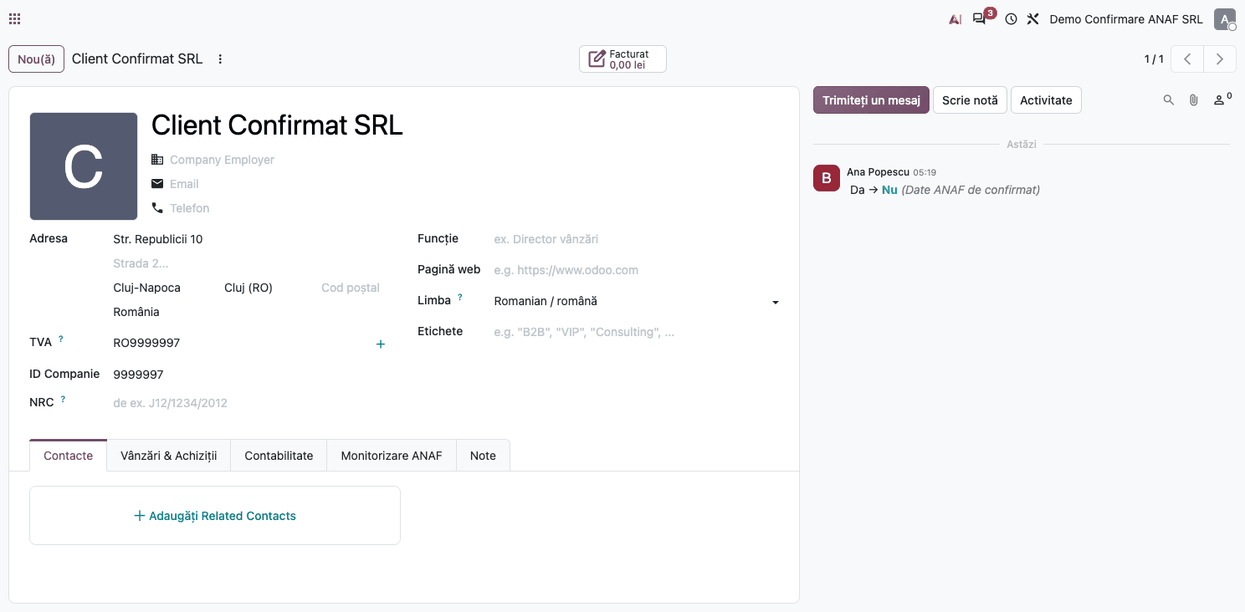 AI 3 Demo Confirmare ANAF SRL A
Nou(ă) Client Confirmat SRL Facturat 1 / 1
0,00 lei
C
Client Confirmat SRL
Company Employer
Email
Telefon
Adresa Str. Republicii 10
Strada 2...
Cluj-Napoca Cluj (RO) Cod poștal
România
TVA ? RO9999997 +
ID Companie 9999997
NRC ? de ex. J12/1234/2012
Funcție ex. Director vânzări
Pagină web e.g. https://www.odoo.com
Limba ? Romanian / română
Etichete e.g. "B2B", "VIP", "Consulting", ...
Contacte Vânzări & Achiziții Contabilitate Monitorizare ANAF Note
+ Adaugăți Related Contacts
Trimiteți un mesaj Scrie notă Activitate 0
Astăzi
B Ana Popescu 05:19
Da → Nu (Date ANAF de confirmat)